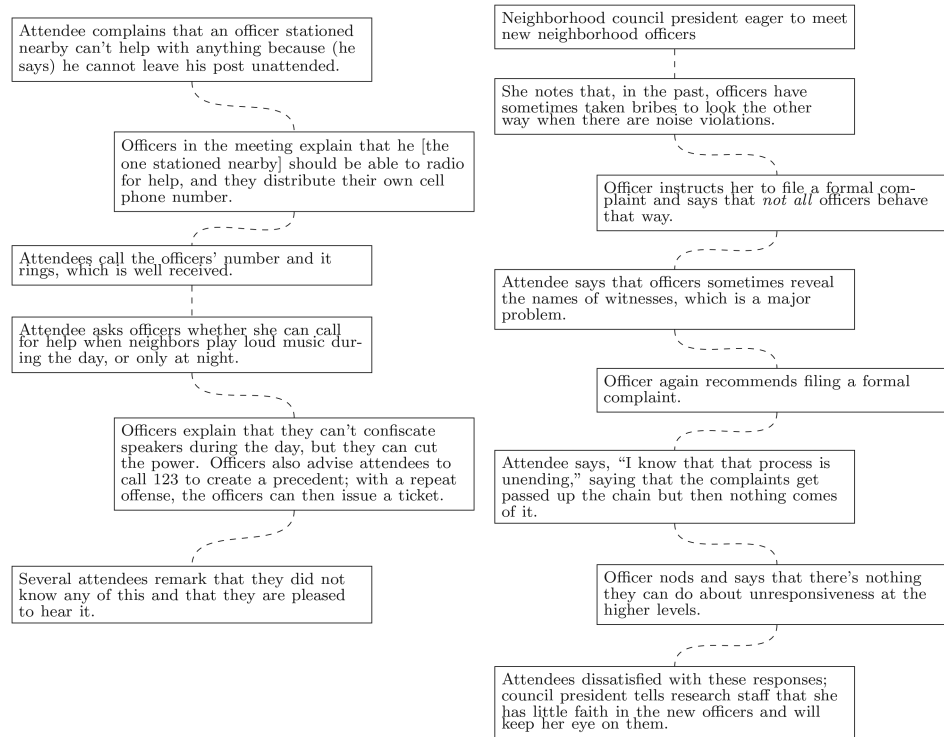 Attendee complains that an officer stationed
nearby can't help with anything because (he
says) he cannot leave his post unattended.
Officers in the meeting explain that he [the
one stationed nearby] should be able to radio
for help, and they distribute their own cell
phone number.
Attendees call the officers' number and it
rings, which is well received.
Attendee asks officers whether she can call
for help when neighbors play loud music dur-
ing the day, or only at night.
Officers explain that they can't confiscate
speakers during the day, but they can cut
the power. Officers also advise attendees to
call 123 to create a precedent; with a repeat
offense, the officers can then issue a ticket.
Several attendees remark that they did not
know any of this and that they are pleased
to hear it.
Neighborhood council president eager to meet
new neighborhood officers
She notes that, in the past, officers have
sometimes taken bribes to look the other
way when there are noise violations.
Officer instructs her to file a formal com-
plaint and says that not all officers behave
that way.
Attendee says that officers sometimes reveal
the names of witnesses, which is a major
problem.
Officer again recommends filing a formal
complaint.
Attendee says, “I know that that process is
unending,” saying that the complaints get
passed up the chain but then nothing comes
of it.
Officer nods and says that there's nothing
they can do about unresponsiveness at the
higher levels.
Attendees dissatisfied with these responses;
council president tells research staff that she
has little faith in the new officers and will
keep her eye on them.